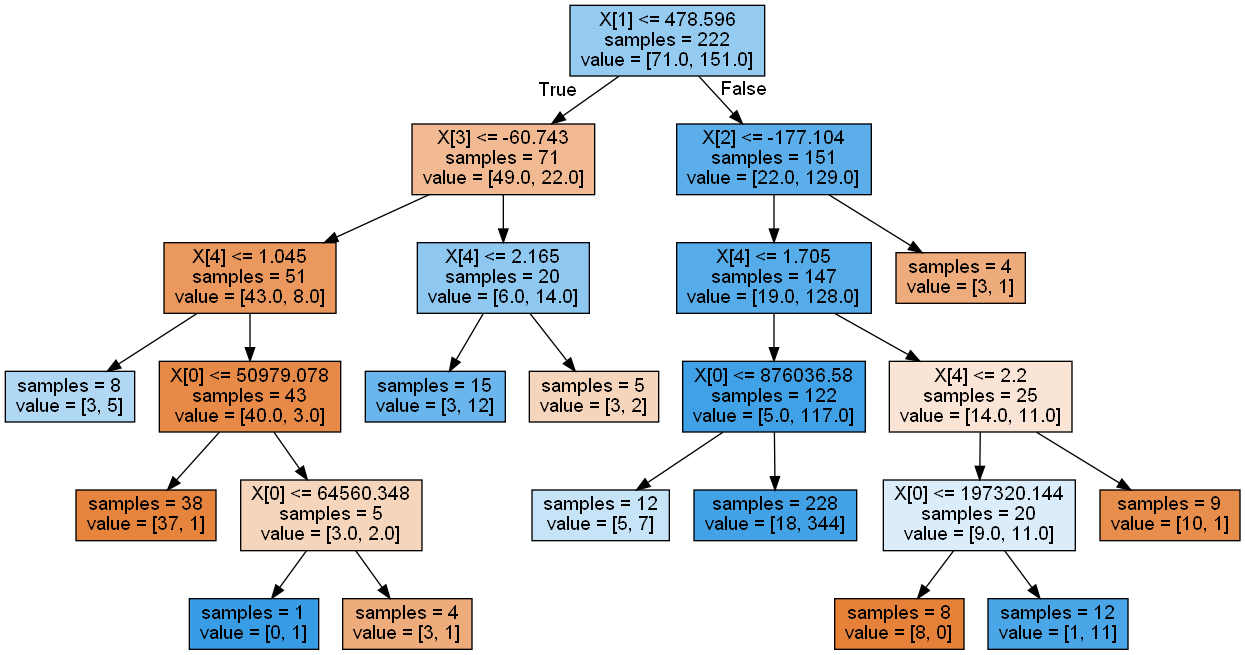 X[1] <= 478.596
samples = 222
value = [71.0, 151.0]
True
False
X[3] <= -60.743
samples = 71
value = [49.0, 22.0]
X[2] <= -177.104
samples = 151
value = [22.0, 129.0]
X[4] <= 1.045
samples = 51
value = [43.0, 8.0]
X[4] <= 2.165
samples = 20
value = [6.0, 14.0]
X[4] <= 1.705
samples = 147
value = [19.0, 128.0]
samples = 4
value = [3, 1]
samples = 8
value = [3, 5]
X[0] <= 50979.078
samples = 43
value = [40.0, 3.0]
samples = 15
value = [3, 12]
samples = 5
value = [3, 2]
X[0] <= 876036.58
samples = 122
value = [5.0, 117.0]
X[4] <= 2.2
samples = 25
value = [14.0, 11.0]
samples = 38
value = [37, 1]
X[0] <= 64560.348
samples = 5
value = [3.0, 2.0]
samples = 12
value = [5, 7]
samples = 228
value = [18, 344]
X[0] <= 197320.144
samples = 20
value = [9.0, 11.0]
samples = 9
value = [10, 1]
samples = 1
value = [0, 1]
samples = 4
value = [3, 1]
samples = 8
value = [8, 0]
samples = 12
value = [1, 11]